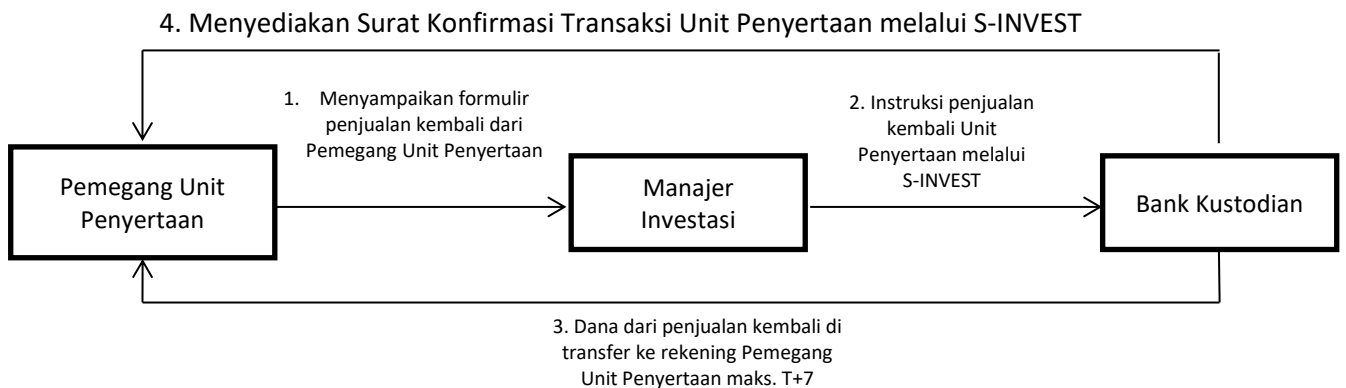 4. Menyediakan Surat Konfirmasi Transaksi Unit Penyertaan melalui S-INVEST
1. Menyampaikan formulir
penjualan kembali dari
Pemegang Unit Penyertaan
2. Instruksi penjualan
kembali Unit
Penyertaan melalui
S-INVEST
Pemegang Unit
Penyertaan
Manajer
Investasi
Bank Kustodian
3. Dana dari penjualan kembali di
transfer ke rekening Pemegang
Unit Penyertaan maks. T+7